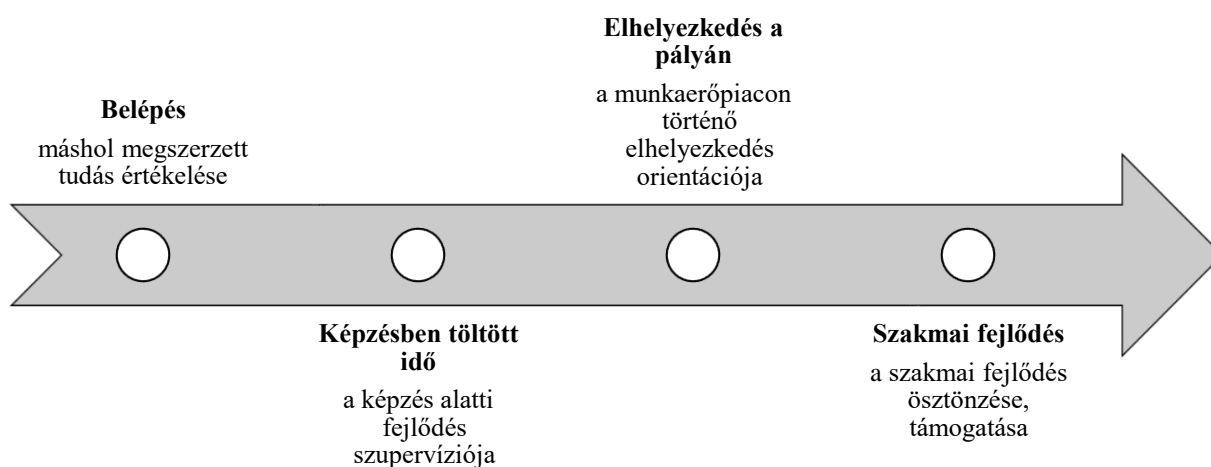 Belépés
máshol megszerzett
tudás értékelése
Képzésben töltött
idő
a képzés alatti
fejlődés
szupervíziója
Elhelyezkedés a
pályán
a munkaerőpiacon
történő
elhelyezkedés
orientációja
Szakmai fejlődés
a szakmai fejlődés
ösztönzése,
támogatása